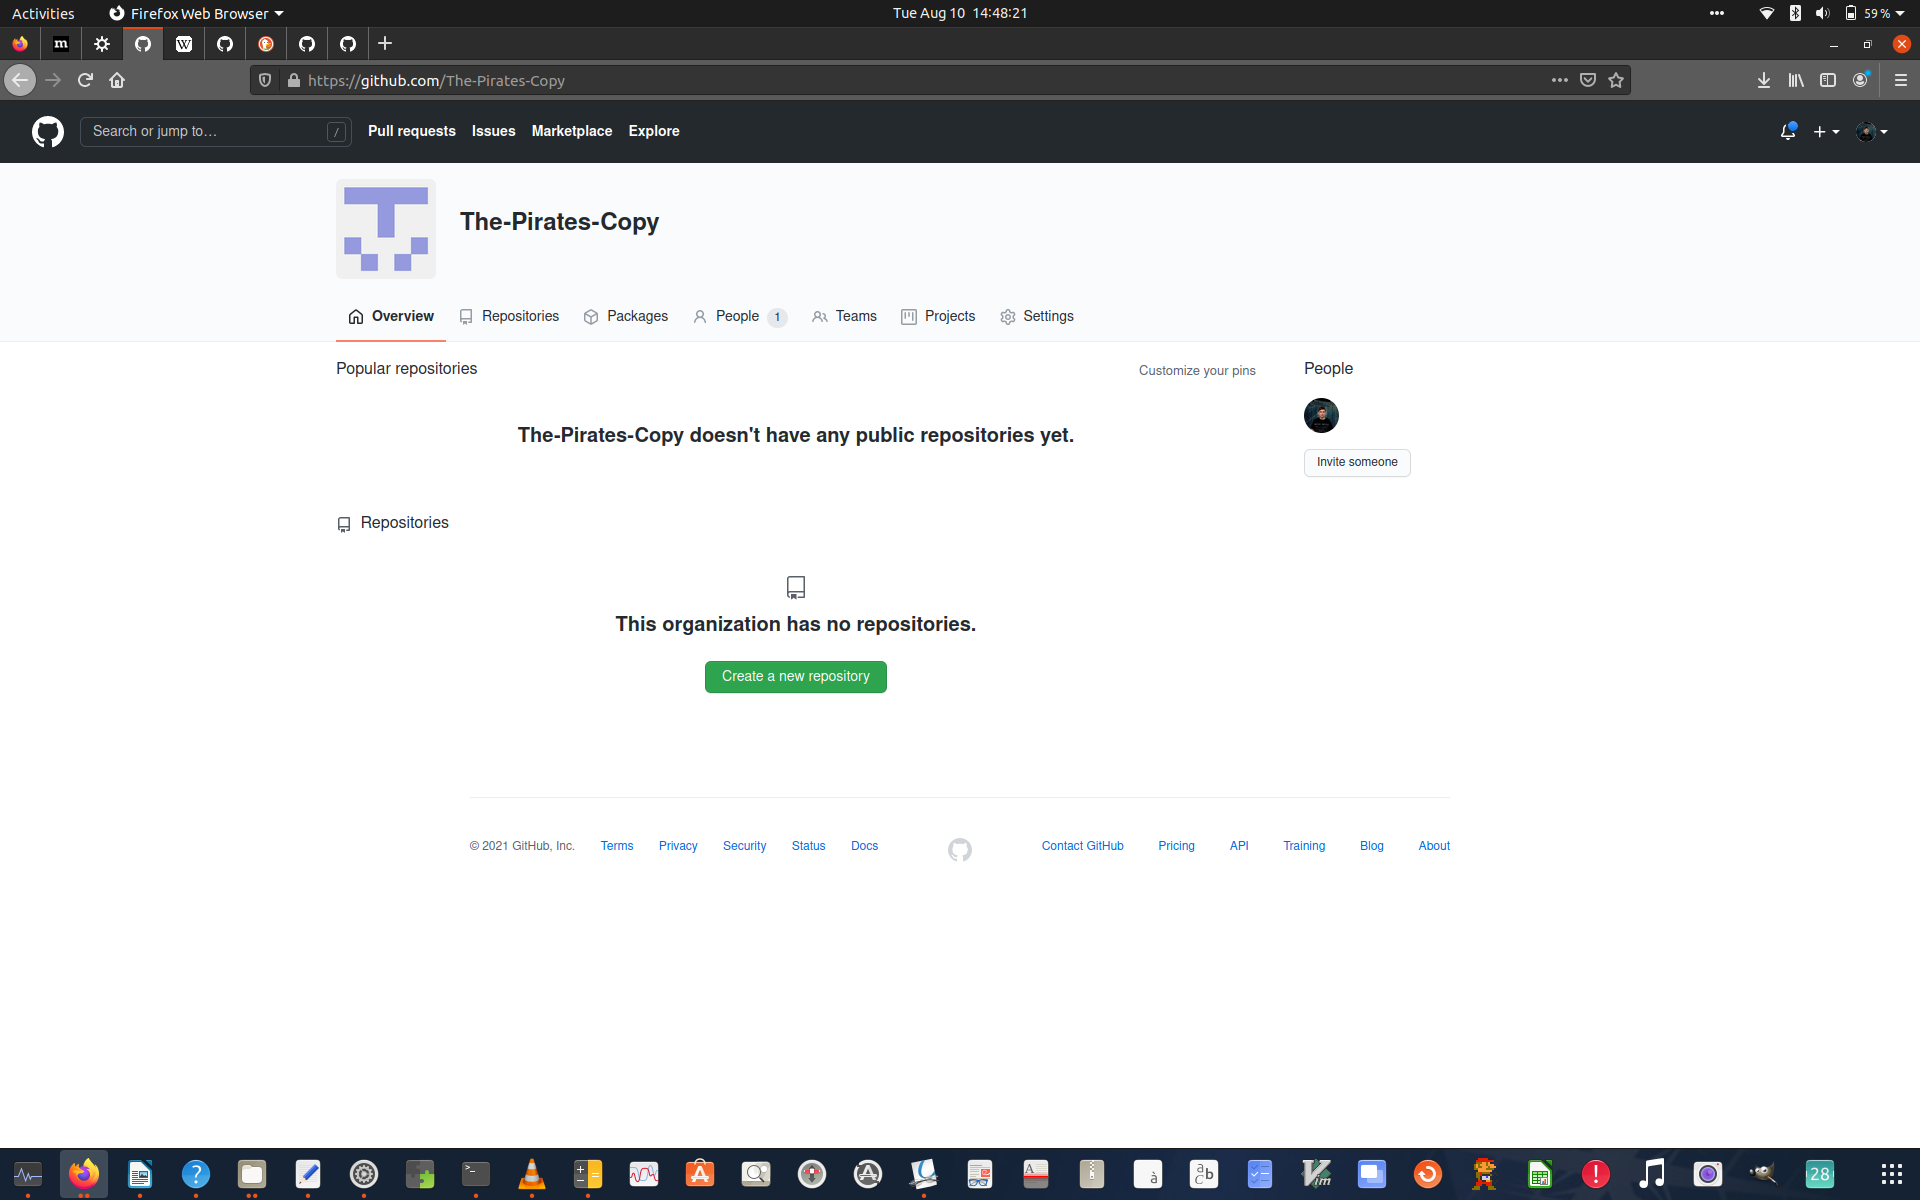 Activities Firefox Web Browser Tue Aug 10 14:48:21 59 %
https://github.com/The-Pirates-Copy
Search or jump to… / Pull requests Issues Marketplace Explore
The-Pirates-Copy
Overview Repositories Packages People 1 Teams Projects Settings
Popular repositories Customize your pins People
The-Pirates-Copy doesn't have any public repositories yet.
Invite someone
Repositories
This organization has no repositories.
Create a new repository
© 2021 GitHub, Inc. Terms Privacy Security Status Docs Contact GitHub Pricing API Training Blog About
28